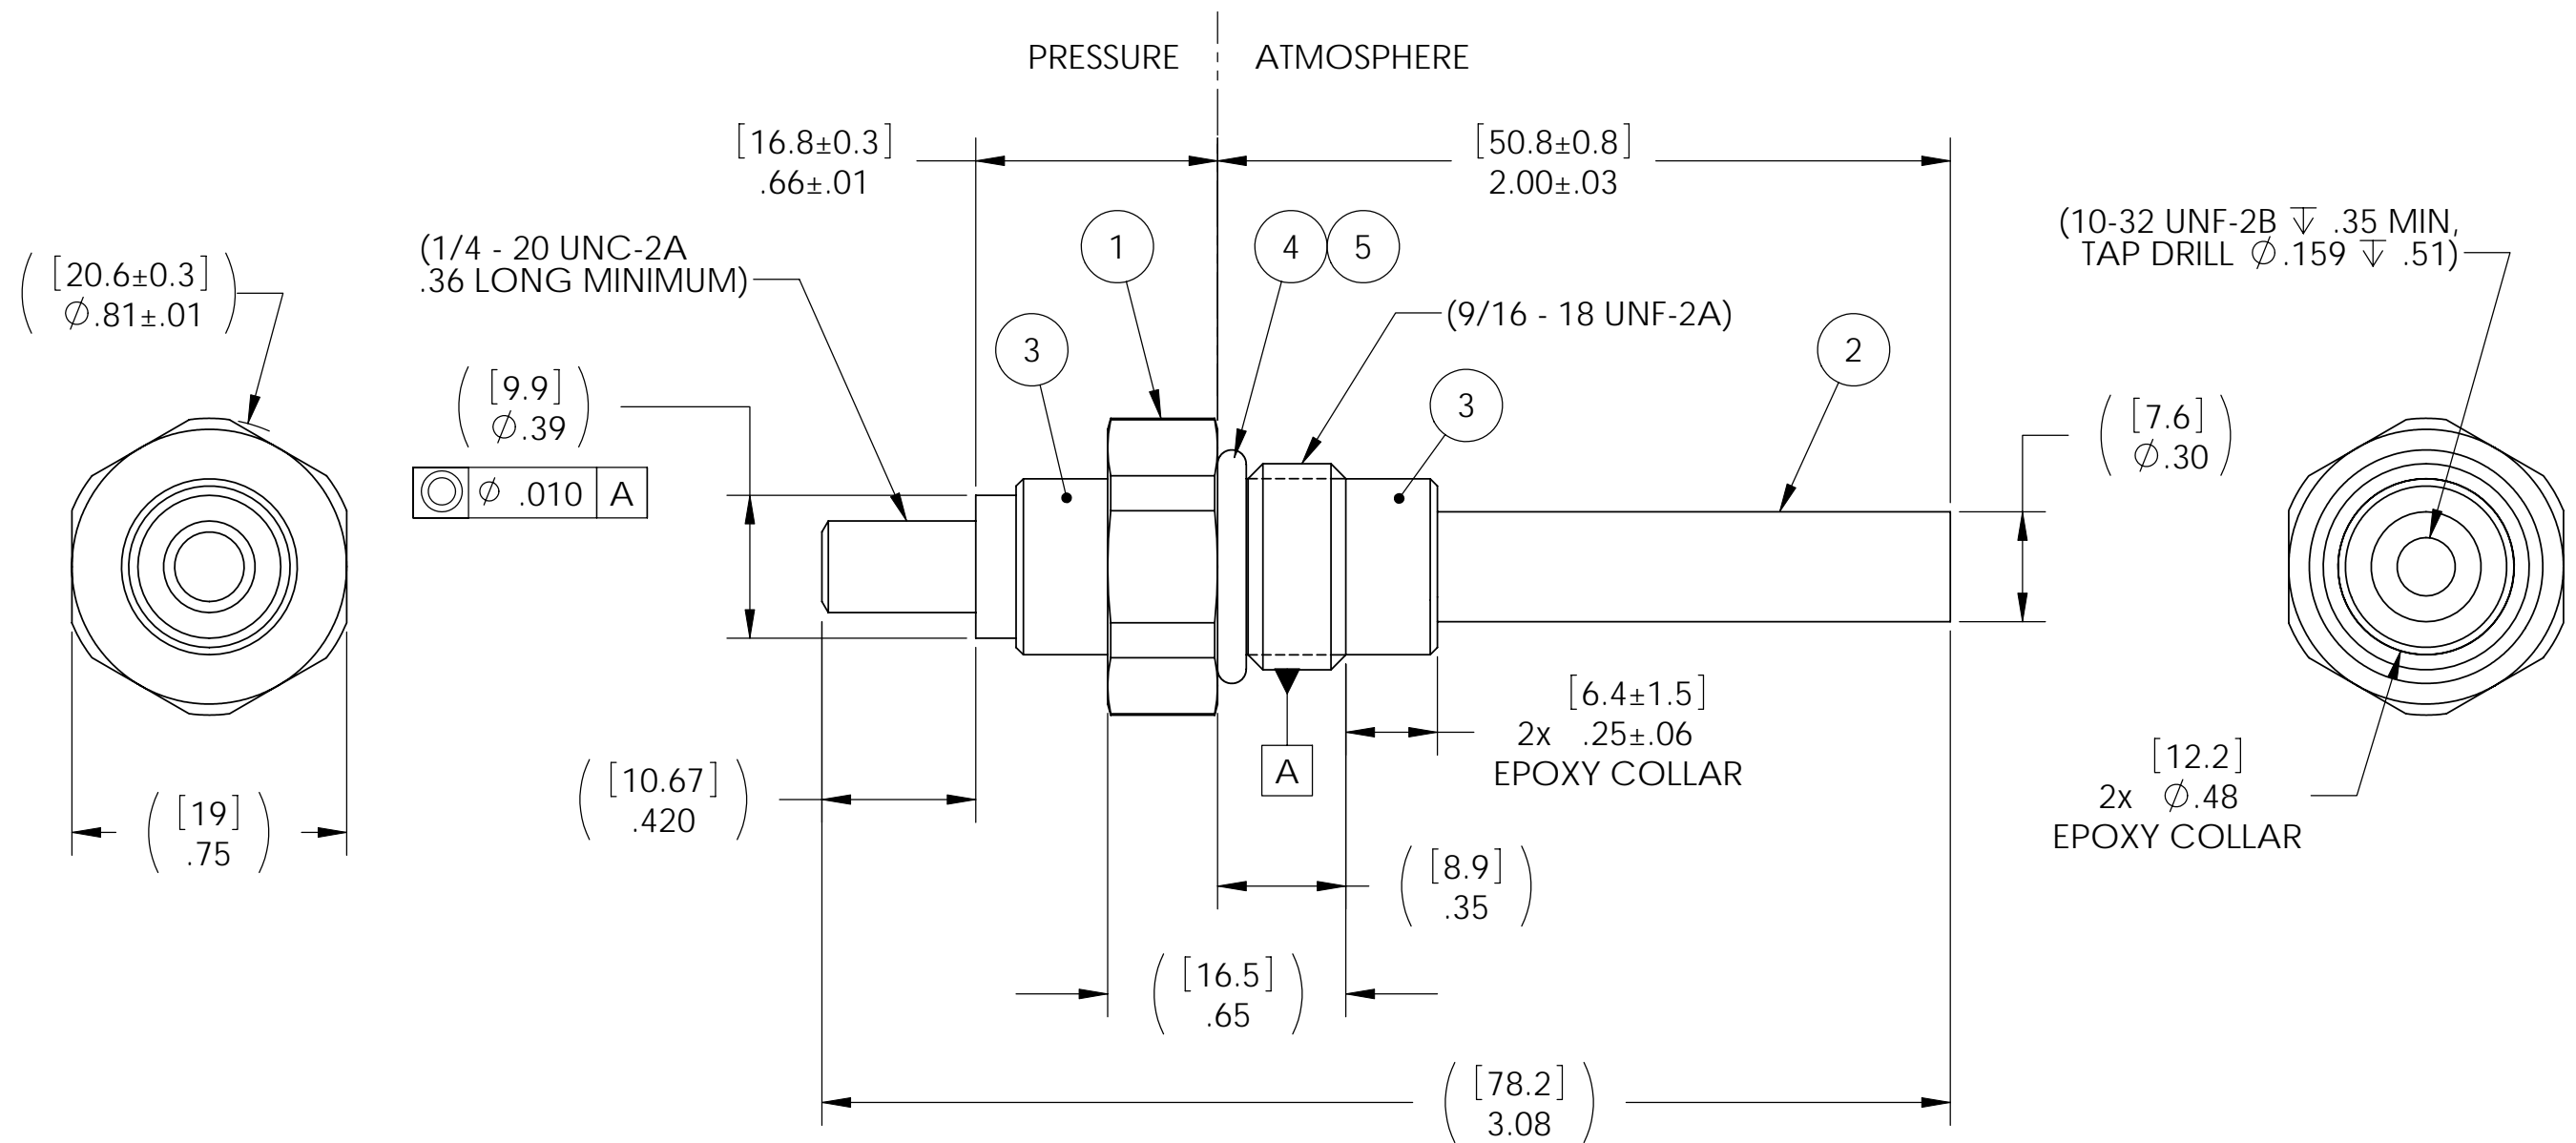 PRESSURE ATMOSPHERE
[16.8±0.3]
.66±.01
[50.8±0.8]
2.00±.03
(1/4 - 20 UNC-2A
.36 LONG MINIMUM)
1
4
5
(10-32 UNF-2B ↧ .35 MIN,
TAP DRILL ⌀.159 ↧ .51)
([20.6±0.3]
⌀.81±.01)
(9/16 - 18 UNF-2A)
3
2
([9.9]
⌀.39)
3
([7.6]
⌀.30)
◎ ⌀ .010 A
[6.4±1.5]
2x .25±.06
EPOXY COLLAR
A
([10.67]
.420)
[12.2]
2x ⌀.48
EPOXY COLLAR
([19]
.75)
([8.9]
.35)
([16.5]
.65)
([78.2]
3.08)